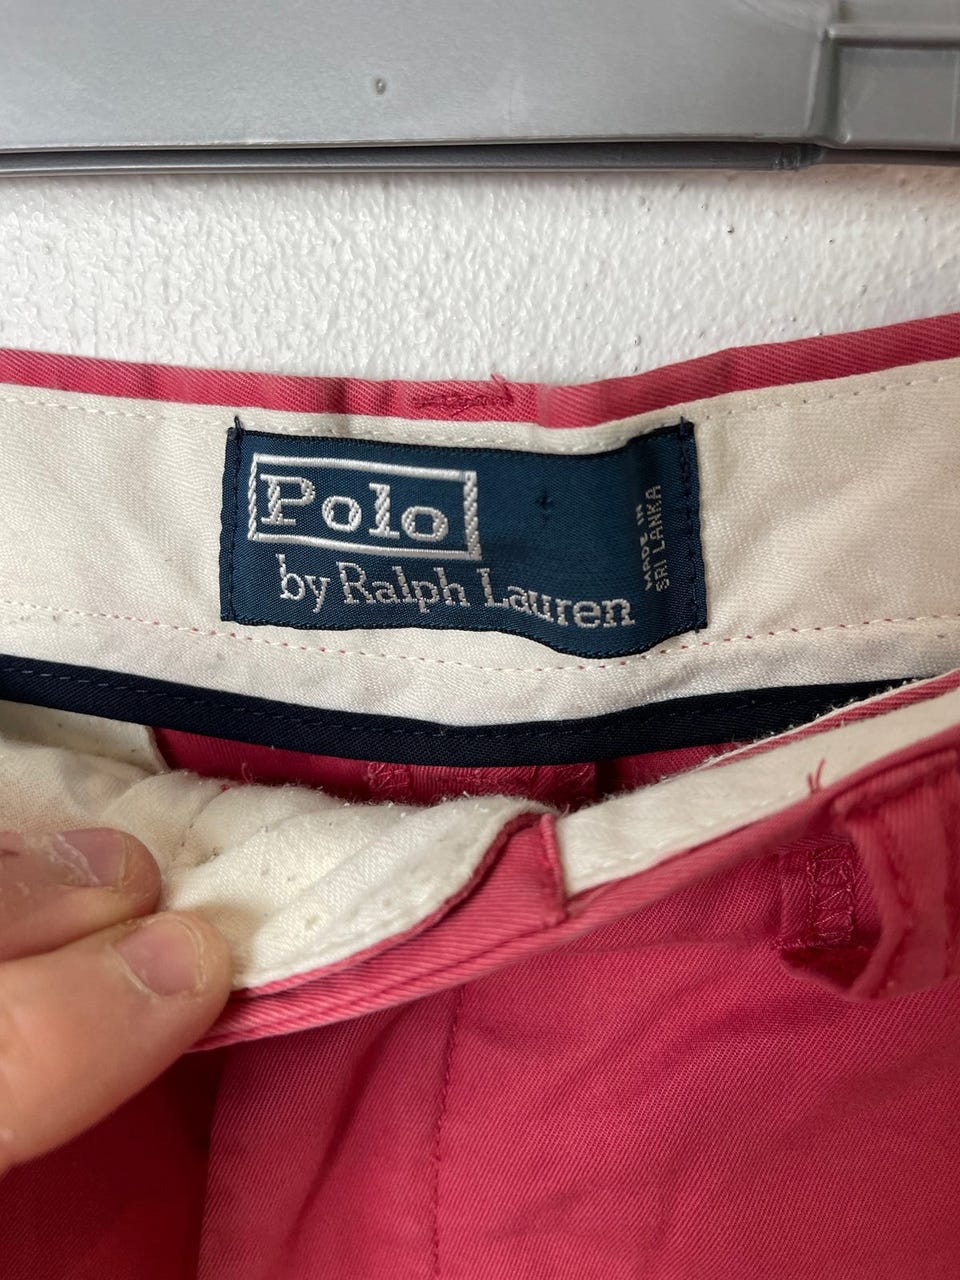 Polo
by Ralph Lauren
MADE IN
SRI LANKA